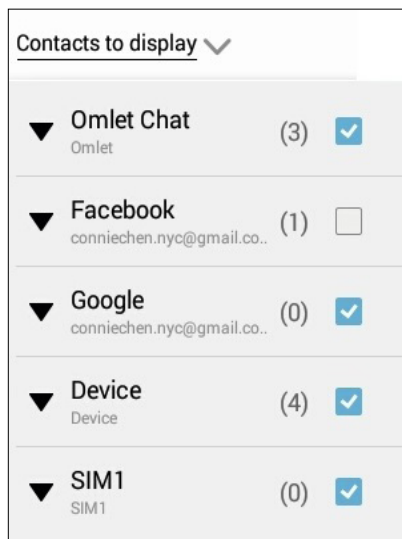 Contacts to display
Omlet Chat (3)
Omlet
Facebook (1)
conniechen.nyc@gmail.co..
Google (0)
conniechen.nyc@gmail.co..
Device (4)
Device
SIM1 (0)
SIM1